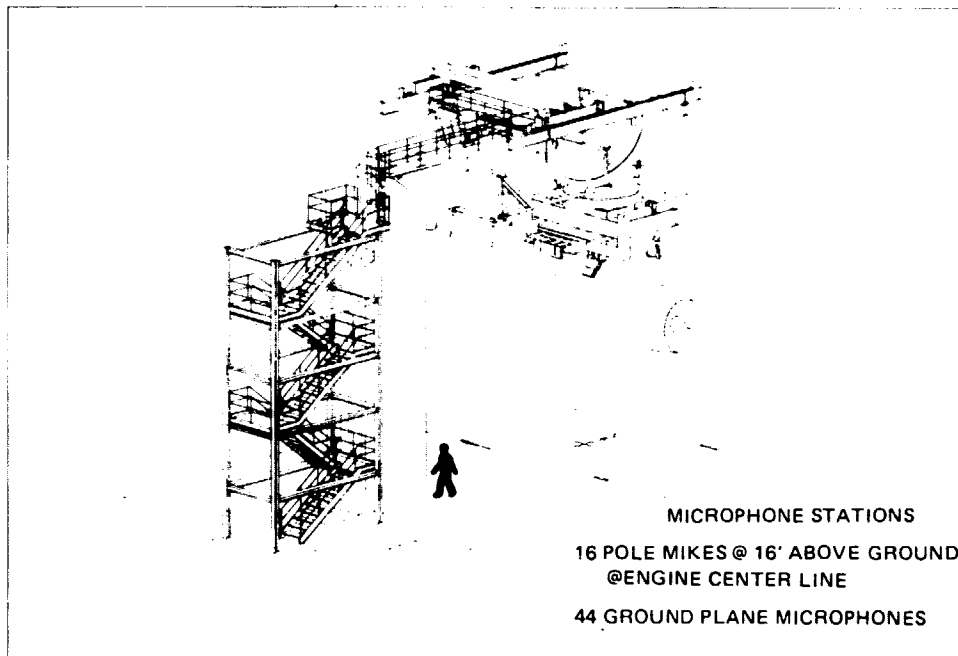 MICROPHONE STATIONS
16 POLE MIKES @ 16' ABOVE GROUND
@ENGINE CENTER LINE
44 GROUND PLANE MICROPHONES